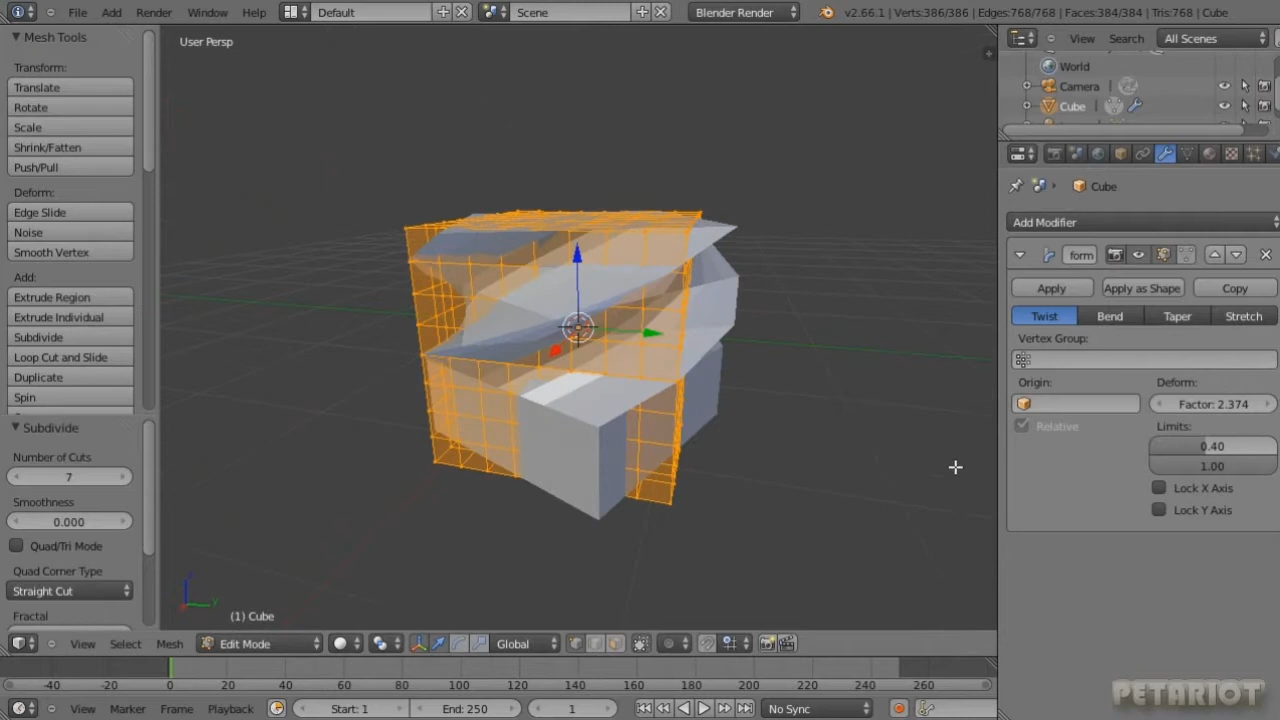 File Add Render Window Help Default Scene Blender Render v2.66.1 | Verts:386/386 | Edges:768/768 | Faces:384/384 | Tris:768 | Cube
Mesh Tools
Transform:
Translate
Rotate
Scale
Shrink/Fatten
Push/Pull
Deform:
Edge Slide
Noise
Smooth Vertex
Add:
Extrude Region
Extrude Individual
Subdivide
Loop Cut and Slide
Duplicate
Spin
Subdivide
Number of Cuts
7
Smoothness
0.000
Quad/Tri Mode
Quad Corner Type
Straight Cut
Fractal
User Persp
(1) Cube
View Select Mesh Edit Mode Global
-40 -20 0 20 40 60 80 100 120 140 160 180 200 220 240 260
View Marker Frame Playback Start: 1 End: 250 1 No Sync
View Search All Scenes
World
Camera
Cube
Cube
Add Modifier
form
Apply Apply as Shape Copy
Twist Bend Taper Stretch
Vertex Group:
Origin: Deform:
Factor: 2.374
Relative Limits:
0.40
1.00
Lock X Axis
Lock Y Axis
PETARIOT